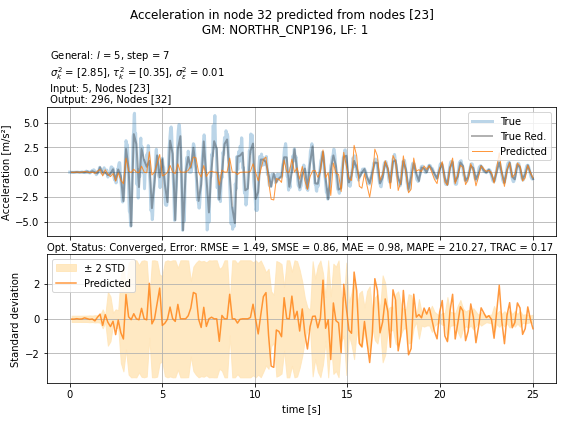 Acceleration in node 32 predicted from nodes [23]
GM: NORTHR_CNP196, LF: 1
General: l = 5, step = 7
σ²ₖ = [2.85], τ²ₖ = [0.35], σ²ε = 0.01
Input: 5, Nodes [23]
Output: 296, Nodes [32]
Acceleration [m/s²]
5.0
2.5
0.0
−2.5
−5.0
True
True Red.
Predicted
Opt. Status: Converged, Error: RMSE = 1.49, SMSE = 0.86, MAE = 0.98, MAPE = 210.27, TRAC = 0.17
Standard deviation
2
0
−2
± 2 STD
Predicted
0 5 10 15 20 25
time [s]